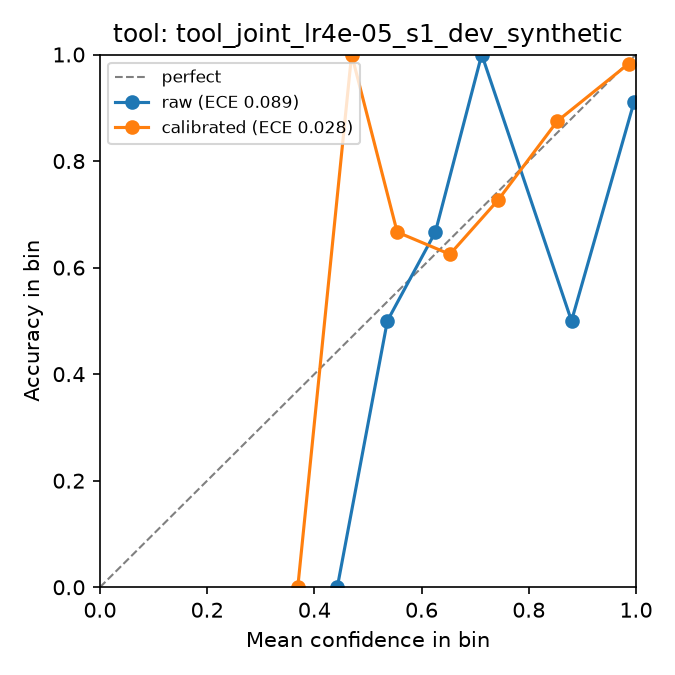 tool: tool_joint_lr4e-05_s1_dev_synthetic
perfect
raw (ECE 0.089)
calibrated (ECE 0.028)
Accuracy in bin
1.0
0.8
0.6
0.4
0.2
0.0
0.0 0.2 0.4 0.6 0.8 1.0
Mean confidence in bin